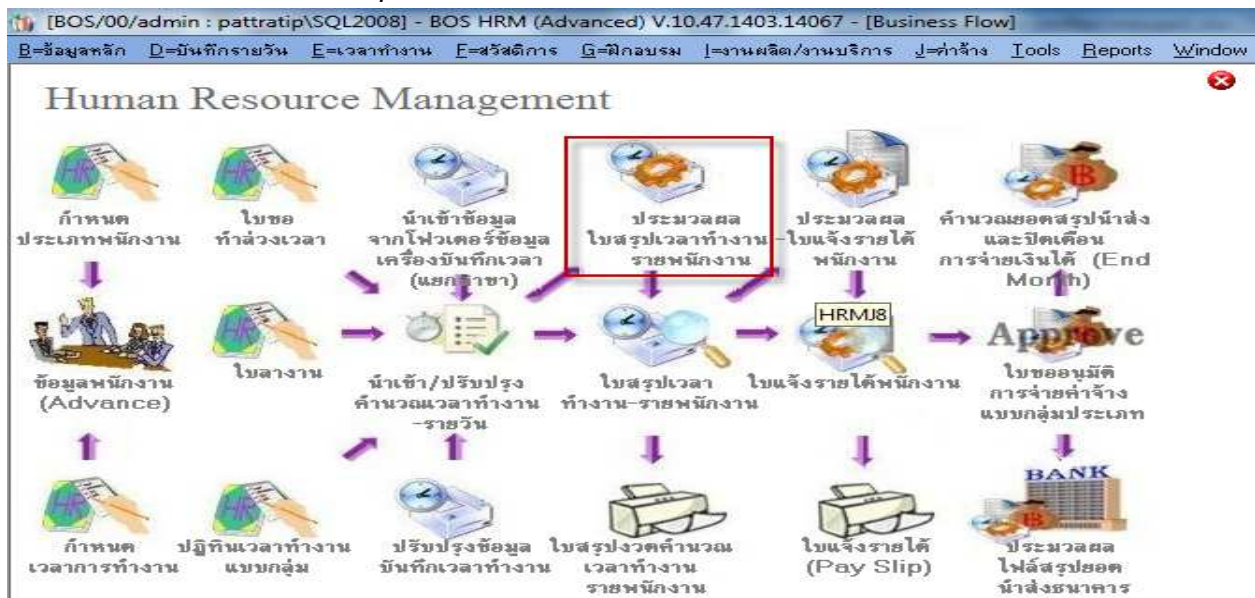 [BOS/00/admin : pattratip\SQL2008] - BOS HRM (Advanced) V.10.47.1403.14067 - [Business Flow]
B=ข้อมูลหลัก D=บันทึกรายวัน E=เวลาทำงาน F=สวัสดิการ G=ฝึกอบรม I=งานผลิต/งานบริการ J=ค่าจ้าง Tools Reports Window
Human Resource Management
กำหนด
ประเภทพนักงาน
ใบขอ
ทำล่วงเวลา
นำเข้าข้อมูล
จากโฟวเดอร์ข้อมูล
เครื่องบันทึกเวลา
(แยกสาขา)
ประมวลผล
ใบสรุปเวลาทำงาน
รายพนักงาน
ประมวลผล
-ใบแจ้งรายได้
พนักงาน
คำนวณยอดสรุปนำส่ง
และปิดเดือน
การจ่ายเงินได้ (End
Month)
HRMJ8
Approve
ข้อมูลพนักงาน
(Advance)
ใบลางาน
นำเข้า/ปรับปรุง
คำนวณเวลาทำงาน
-รายวัน
ใบสรุปเวลา
ทำงาน-รายพนักงาน
ใบแจ้งรายได้พนักงาน
ใบขออนุมัติ
การจ่ายค่าจ้าง
แบบกลุ่มประเภท
BANK
กำหนด
เวลาการทำงาน
ปฏิทินเวลาทำงาน
แบบกลุ่ม
ปรับปรุงข้อมูล
บันทึกเวลาทำงาน
ใบสรุปงวดคำนวณ
เวลาทำงาน
รายพนักงาน
ใบแจ้งรายได้
(Pay Slip)
ประมวลผล
ไฟล์สรุปยอด
นำส่งธนาคาร